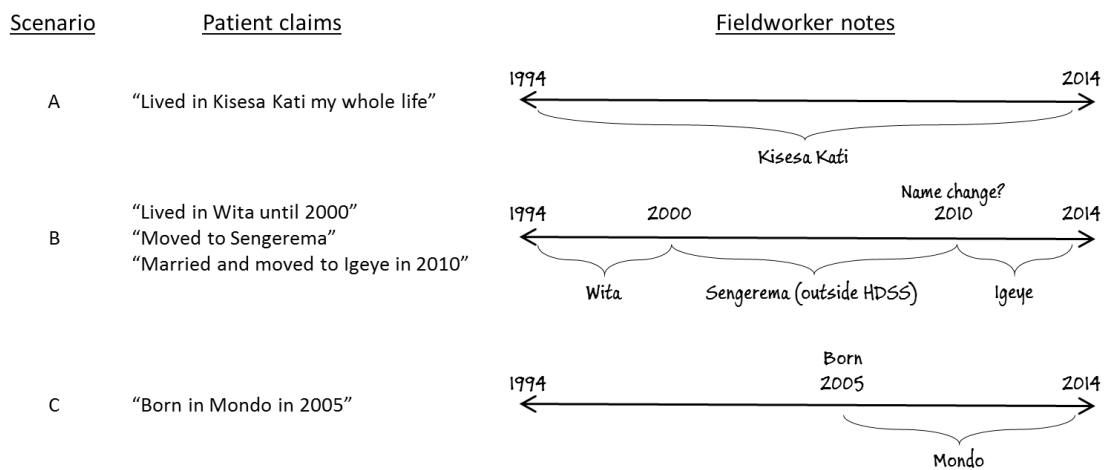 Scenario
Patient claims
Fieldworker notes
A
“Lived in Kisesa Kati my whole life”
1994
2014
Kisesa Kati
B
“Lived in Wita until 2000”
“Moved to Sengerema”
“Married and moved to Igeye in 2010”
Name change?
1994
2000
2010
2014
Wita
Sengerema (outside HDSS)
Igeye
C
“Born in Mondo in 2005”
Born
1994
2005
2014
Mondo